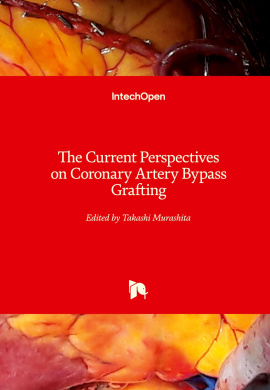 IntechOpen
The Current Perspectives
on Coronary Artery Bypass
Grafting
Edited by Takashi Murashita